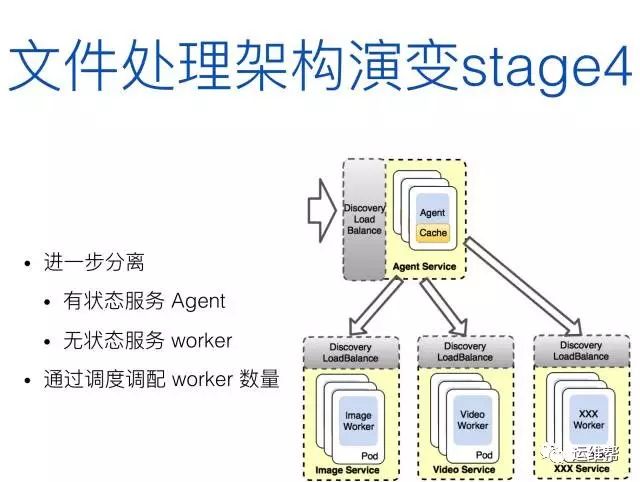 文件处理架构演变stage4
进一步分离
有状态服务 Agent
无状态服务 worker
通过调度调配 worker 数量
Discovery
Load
Balance
Agent
Cache
Agent Service
Discovery
LoadBalance
Image
Worker
Pod
Image Service
Discovery
LoadBalance
Video
Worker
Pod
Video Service
Discovery
LoadBalance
XXX
Worker
XXX Service
运维帮